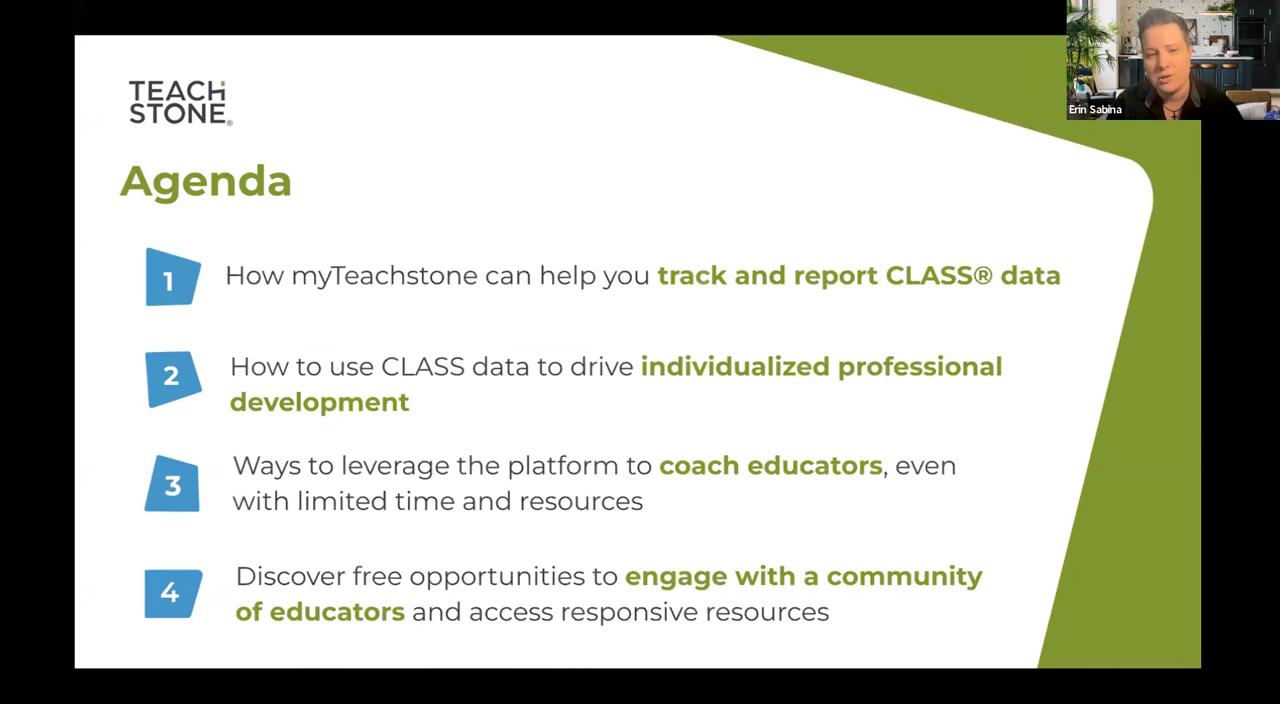 TEACH
STONE®
Erin Sabina
Agenda
1
How myTeachstone can help you track and report CLASS® data
2
How to use CLASS data to drive individualized professional
development
3
Ways to leverage the platform to coach educators, even
with limited time and resources
4
Discover free opportunities to engage with a community
of educators and access responsive resources